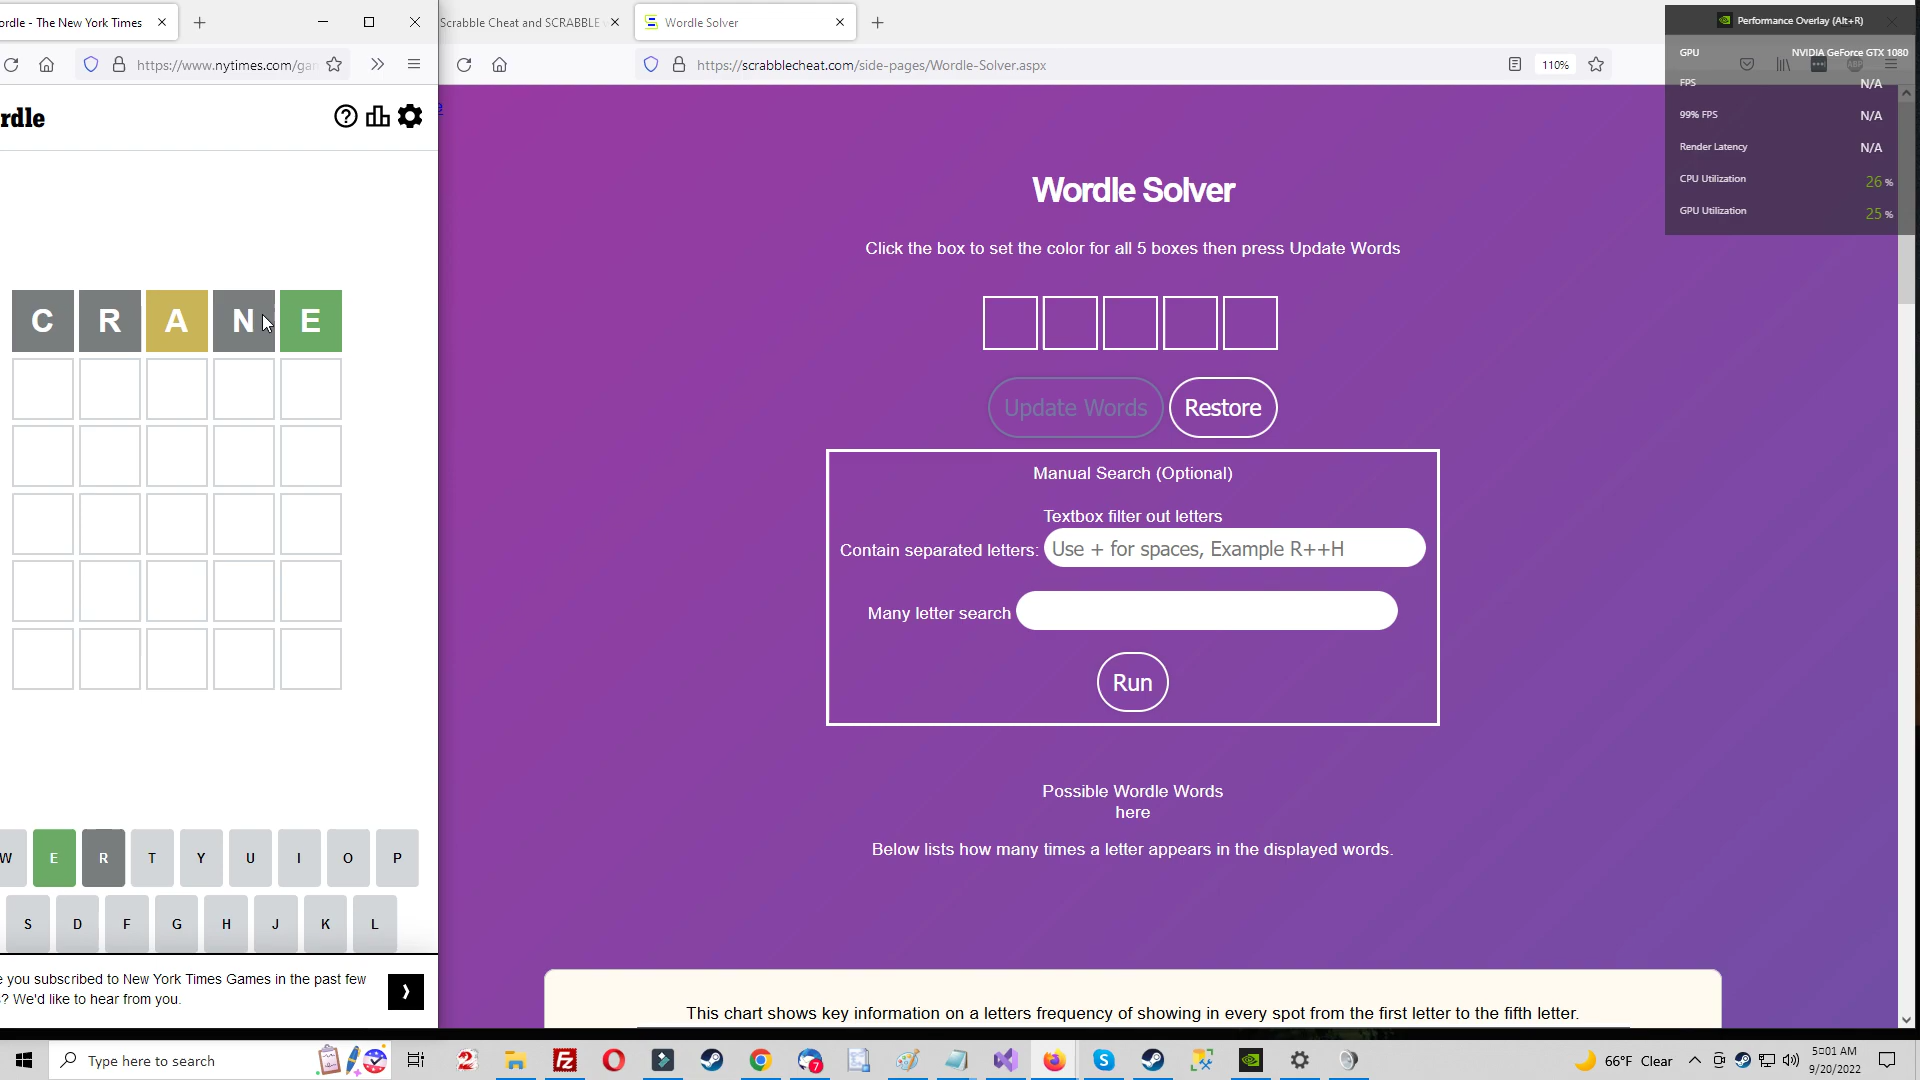 ordle - The New York Times
Scrabble Cheat and SCRABBLE
Wordle Solver
https://www.nytimes.com/gam
https://scrabblecheat.com/side-pages/Wordle-Solver.aspx
110%
rdle
e
Performance Overlay (Alt+R)
GPU NVIDIA GeForce GTX 1080
FPS N/A
99% FPS N/A
Render Latency N/A
CPU Utilization 26 %
GPU Utilization 25 %
Wordle Solver
Click the box to set the color for all 5 boxes then press Update Words
C R A N E
Update Words Restore
Manual Search (Optional)
Textbox filter out letters
Contain separated letters: Use + for spaces, Example R++H
Many letter search
Run
Possible Wordle Words
here
Below lists how many times a letter appears in the displayed words.
W E R T Y U I O P
S D F G H J K L
e you subscribed to New York Times Games in the past few
? We'd like to hear from you.
This chart shows key information on a letters frequency of showing in every spot from the first letter to the fifth letter.
Type here to search
7
66°F Clear
5:01 AM
9/20/2022